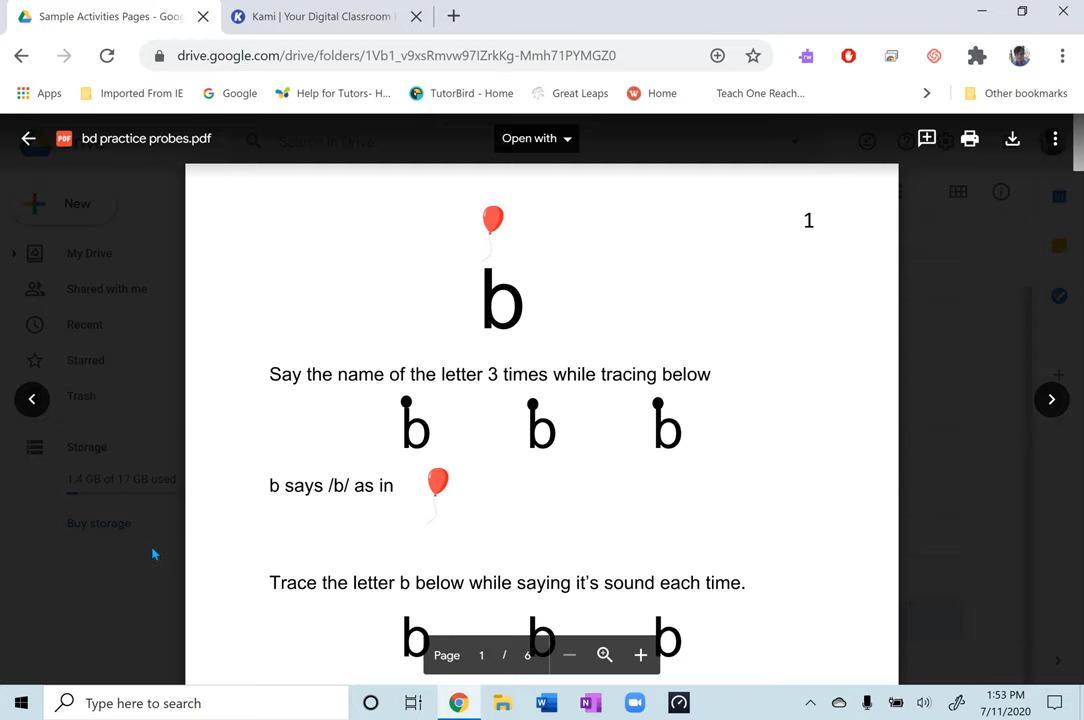 Sample Activities Pages - Goo
Kami | Your Digital Classroom
drive.google.com/drive/folders/1Vb1_v9xsRmvw97lZrkKg-Mmh71PYMGZ0
Apps Imported From IE Google Help for Tutors- H... TutorBird - Home Great Leaps Home Teach One Reach... Other bookmarks
PDF bd practice probes.pdf Open with
Search in Drive
New
My Drive
Shared with me
Recent
Starred
Trash
Storage
1.4 GB of 17 GB used
Buy storage
1
b
Say the name of the letter 3 times while tracing below
b b b
b says /b/ as in
Trace the letter b below while saying it's sound each time.
b b b
Page 1 / 6
Type here to search
1:53 PM
7/11/2020